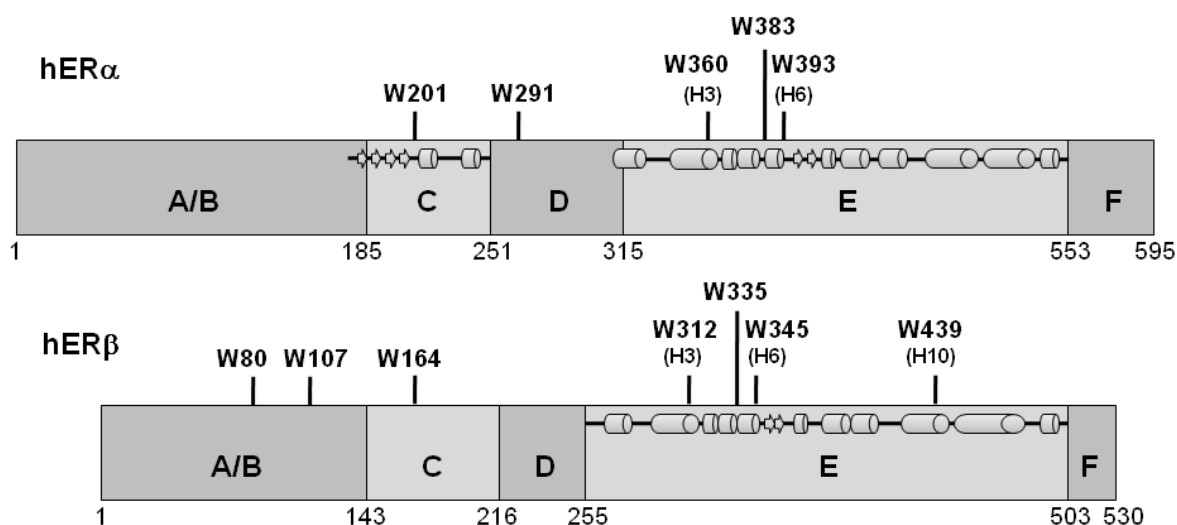 W383
hERα
W360 W393
(H3) (H6)
W201 W291
A/B C D E F
1 185 251 315 553 595
W335
hERβ
W312 W345 W439
(H3) (H6) (H10)
W80 W107 W164
A/B C D E F
1 143 216 255 503 530